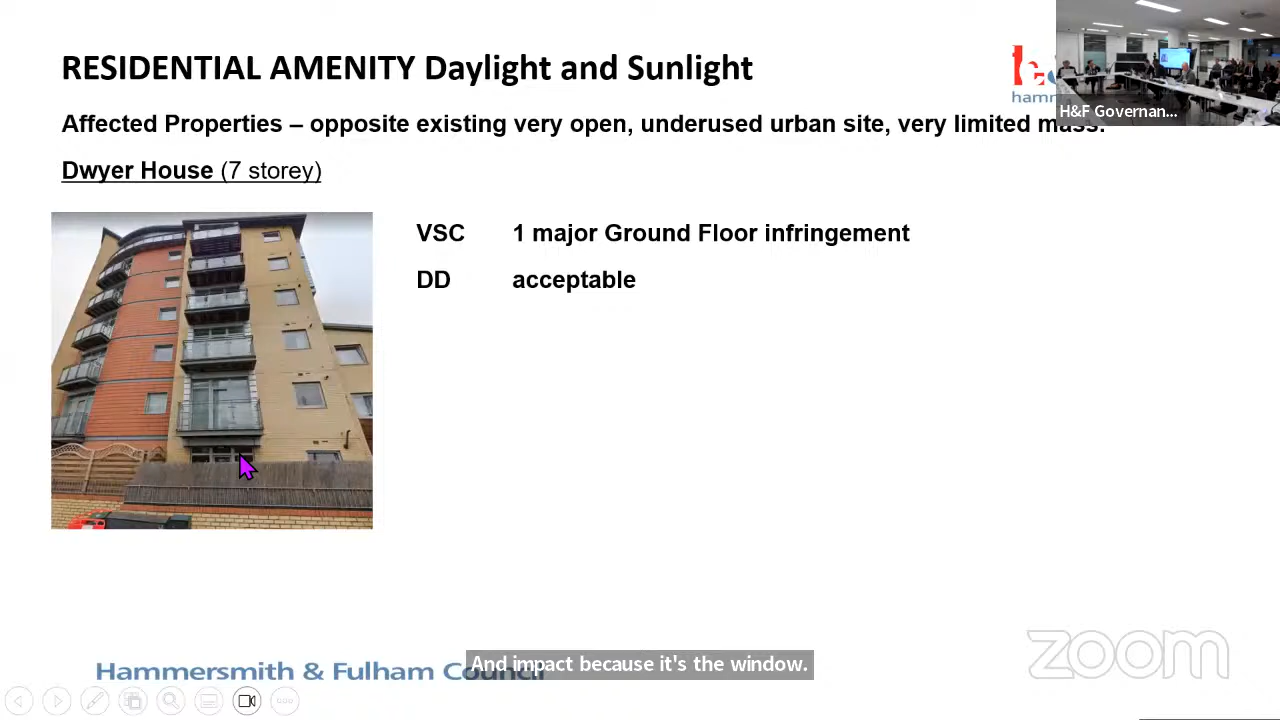 RESIDENTIAL AMENITY Daylight and Sunlight
hamm
H&F Governan...
Affected Properties – opposite existing very open, underused urban site, very limited mass.
Dwyer House (7 storey)
VSC 1 major Ground Floor infringement
DD acceptable
And impact because it's the window.
Hammersmith & Fulham Council
zoom